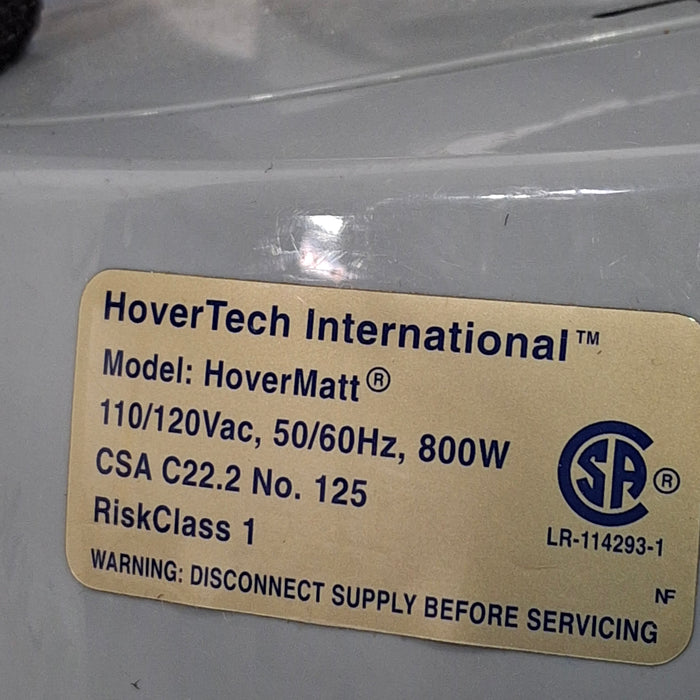 HoverTech International™
Model: HoverMatt®
110/120Vac, 50/60Hz, 800W
CSA C22.2 No. 125
RiskClass 1
SA ®
LR-114293-1
NF
WARNING: DISCONNECT SUPPLY BEFORE SERVICING